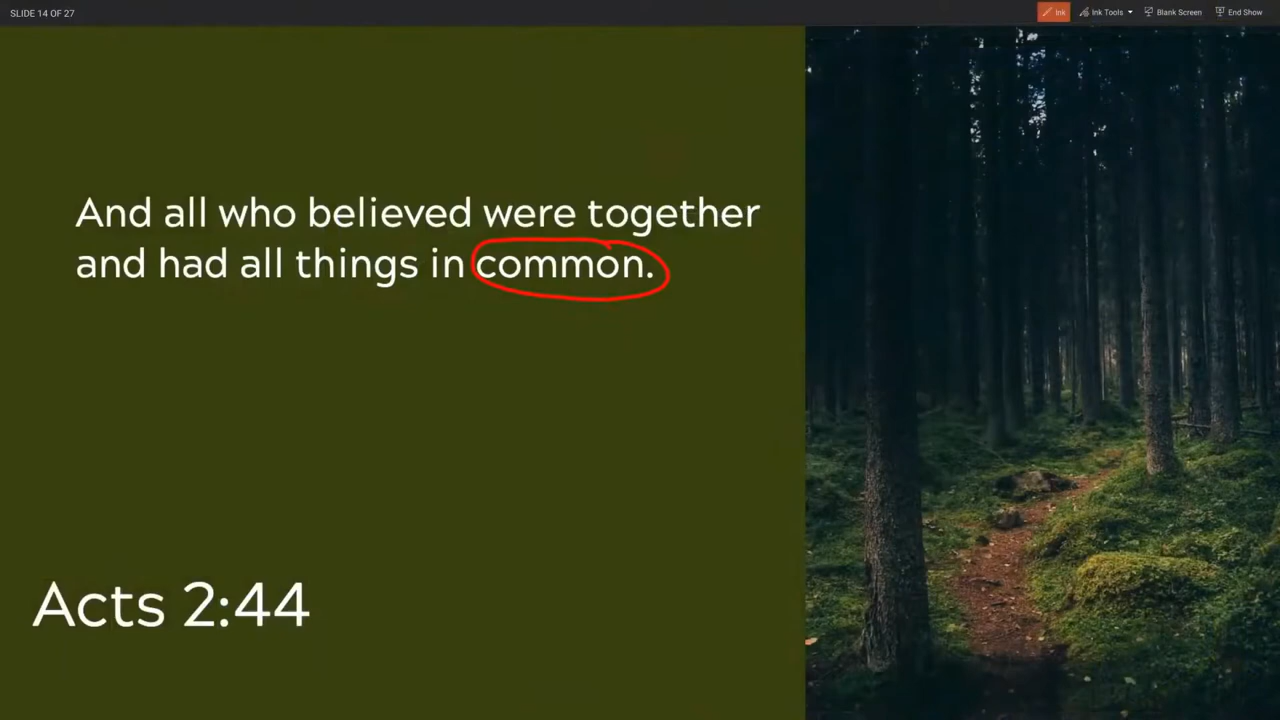 SLIDE 14 OF 27
Ink
Ink Tools
Blank Screen
End Show
And all who believed were together
and had all things in common.
Acts 2:44